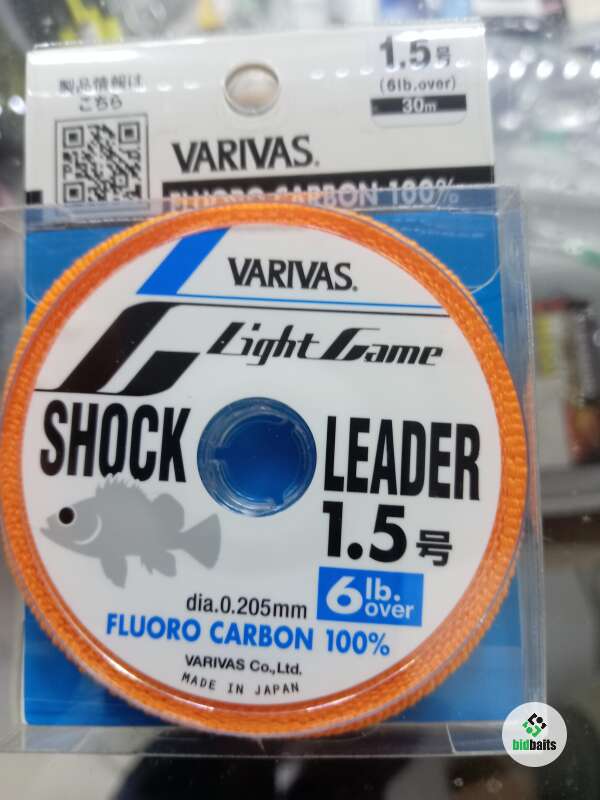 製品情報は
こちら
1.5号
(6lb.over)
30m
VARIVAS®
FLUORO CARBON 100%
VARIVAS®
Light Game
SHOCK LEADER
1.5号
6lb.over
dia.0.205mm
FLUORO CARBON 100%
VARIVAS Co.,Ltd.
MADE IN JAPAN
bidbaits